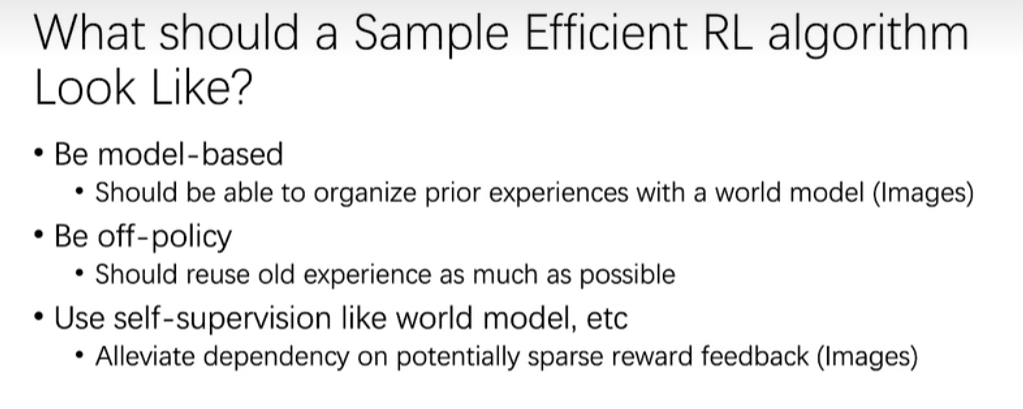 What should a Sample Efficient RL algorithm
Look Like?
• Be model-based
• Should be able to organize prior experiences with a world model (Images)
• Be off-policy
• Should reuse old experience as much as possible
• Use self-supervision like world model, etc
• Alleviate dependency on potentially sparse reward feedback (Images)